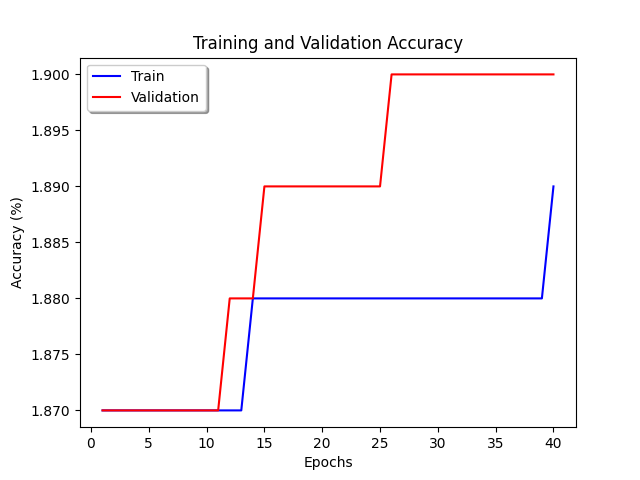 Training and Validation Accuracy
Train
Validation
Accuracy (%)
1.900
1.895
1.890
1.885
1.880
1.875
1.870
0 5 10 15 20 25 30 35 40
Epochs